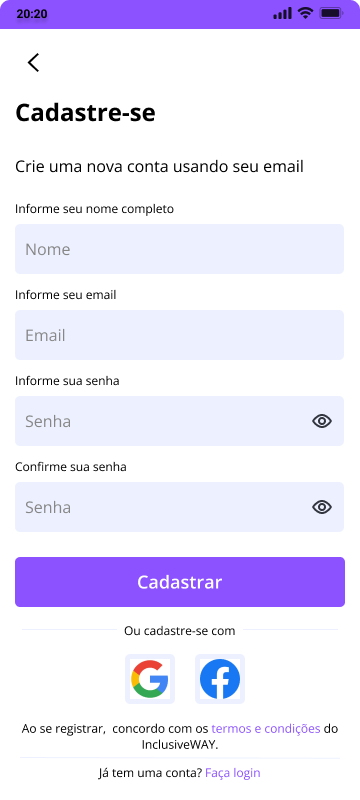 20:20
Cadastre-se
Crie uma nova conta usando seu email
Informe seu nome completo
Nome
Informe seu email
Email
Informe sua senha
Senha
Confirme sua senha
Senha
Cadastrar
Ou cadastre-se com
Ao se registrar, concordo com os termos e condições do
InclusiveWAY.
Já tem uma conta? Faça login